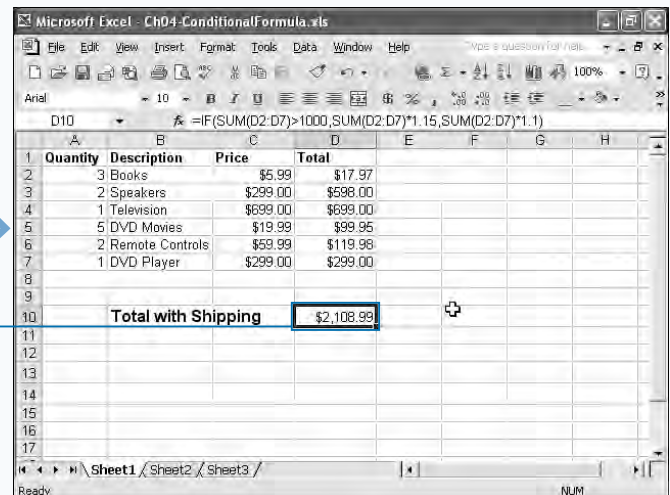 Microsoft Excel - Ch04-ConditionalFormula.xls
File Edit View Insert Format Tools Data Window Help Type a question for help
100%
Arial 10 B I U % ,
D10 fx =IF(SUM(D2:D7)>1000,SUM(D2:D7)*1.15,SUM(D2:D7)*1.1)
A B C D E F G H
1 Quantity Description Price Total
2 3 Books $5.99 $17.97
3 2 Speakers $299.00 $598.00
4 1 Television $699.00 $699.00
5 5 DVD Movies $19.99 $99.95
6 2 Remote Controls $59.99 $119.98
7 1 DVD Player $299.00 $299.00
8
9
10 Total with Shipping $2,108.99
11
12
13
14
15
16
17
Sheet1 / Sheet2 / Sheet3 /
Ready NUM